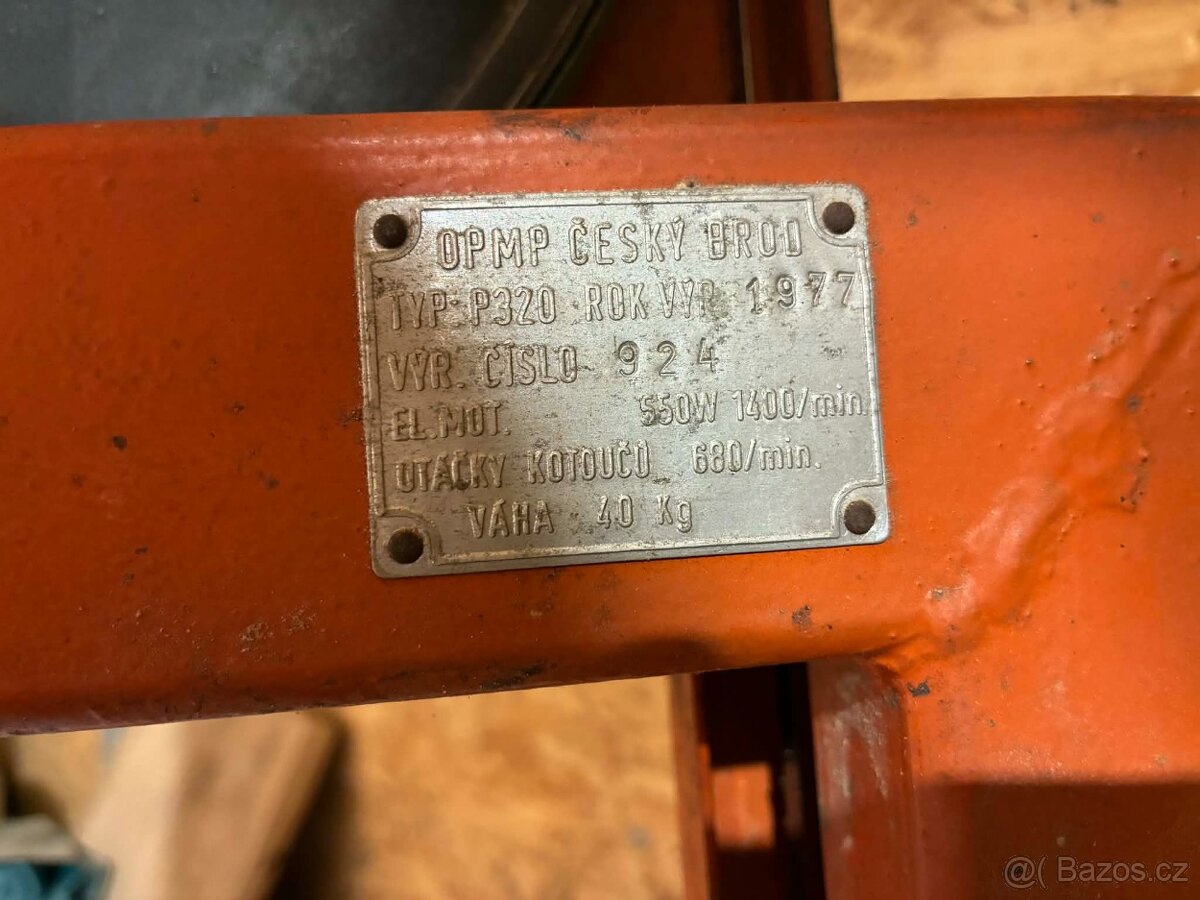 OPMP ČESKÝ BROD
TYP: P320 ROK VÝR. 1977
VÝR. ČÍSLO 924
EL.MOT. 550W 1400/min
OTÁČKY KOTOUČŮ 680/min.
VÁHA 40 Kg
@( Bazos.cz